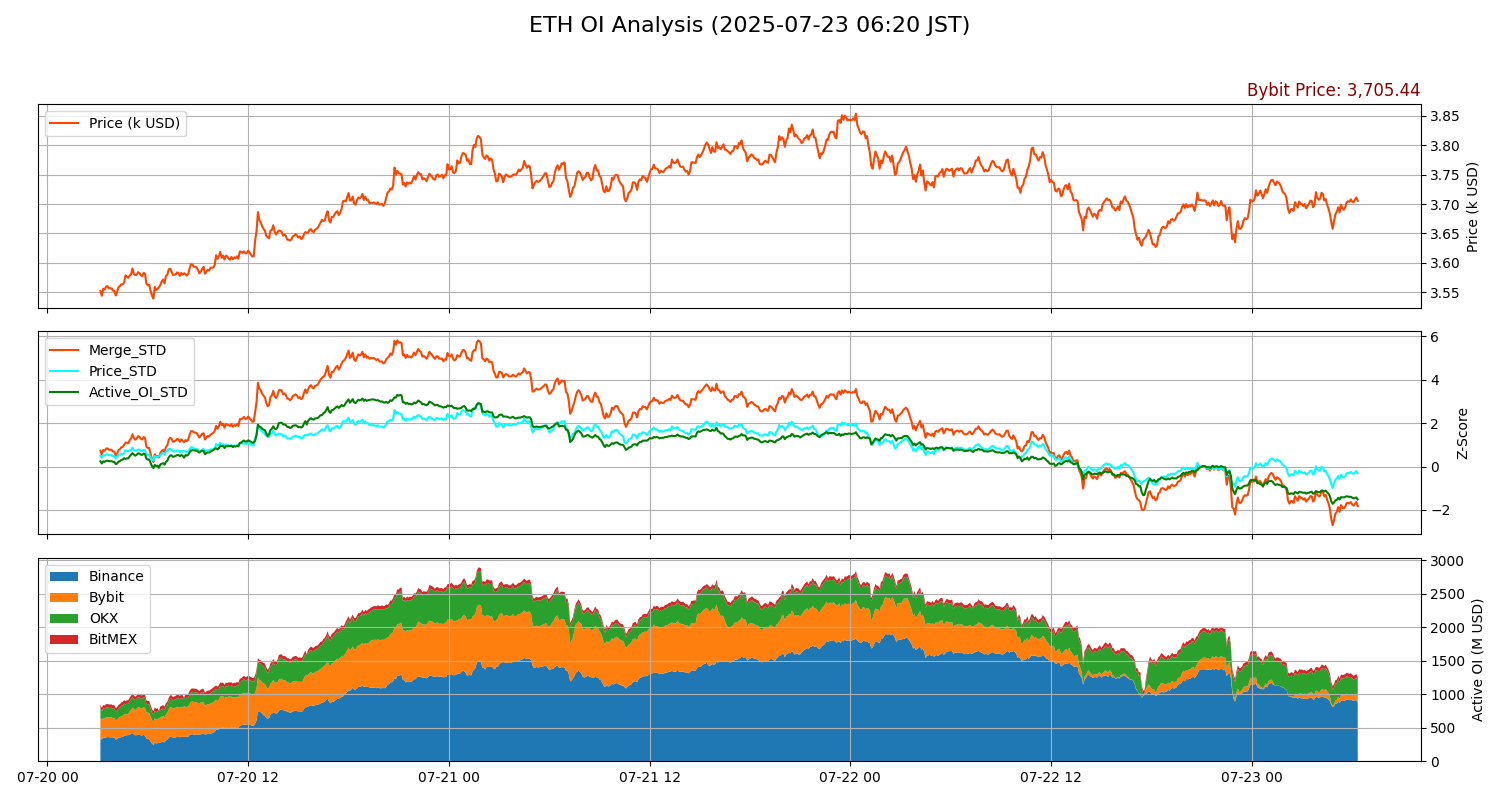 ETH OI Analysis (2025-07-23 06:20 JST)
Bybit Price: 3,705.44
Price (k USD)
3.85
3.80
3.75
3.70
3.65
3.60
3.55
Price (k USD)
Merge_STD
Price_STD
Active_OI_STD
6
4
2
0
−2
Z-Score
Binance
Bybit
OKX
BitMEX
3000
2500
2000
1500
1000
500
0
Active OI (M USD)
07-20 00
07-20 12
07-21 00
07-21 12
07-22 00
07-22 12
07-23 00